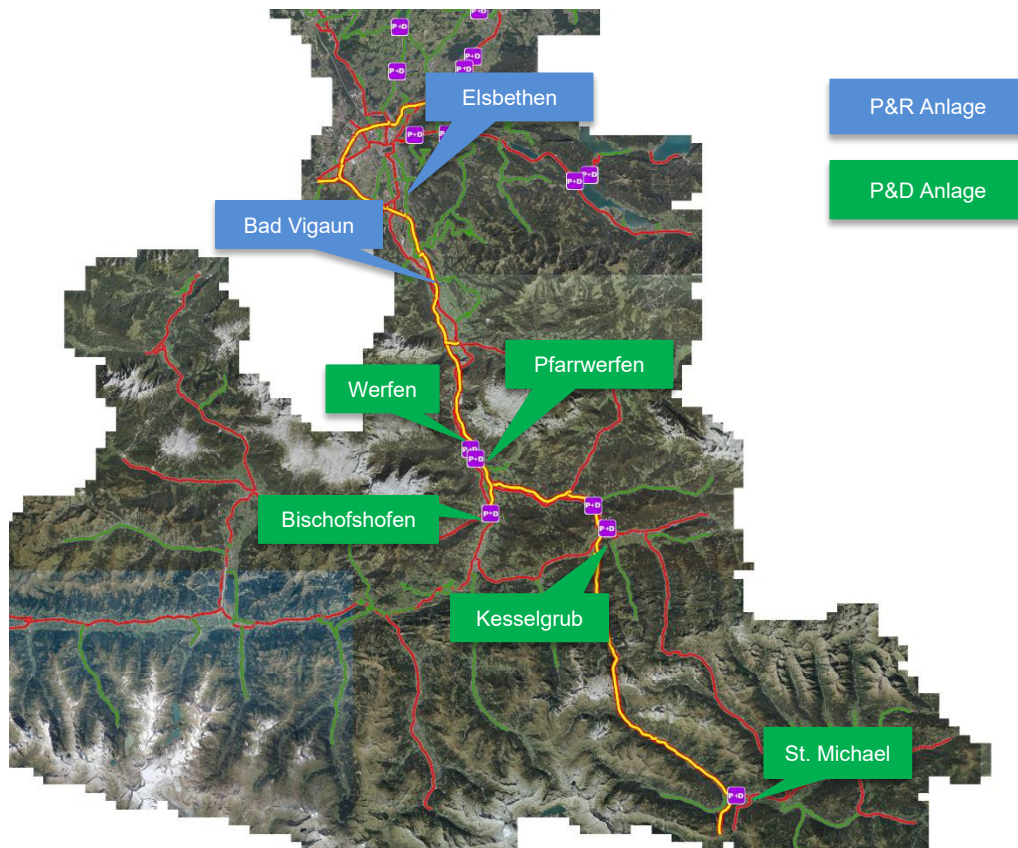 P+D
P+D
P+D
P+D
Elsbethen
P&R Anlage
P+D
P+D
P&D Anlage
P+D
P+D
Bad Vigaun
Pfarrwerfen
Werfen
P+D
P+D
P+D
Bischofshofen
P+D
P+D
Kesselgrub
St. Michael
P+D